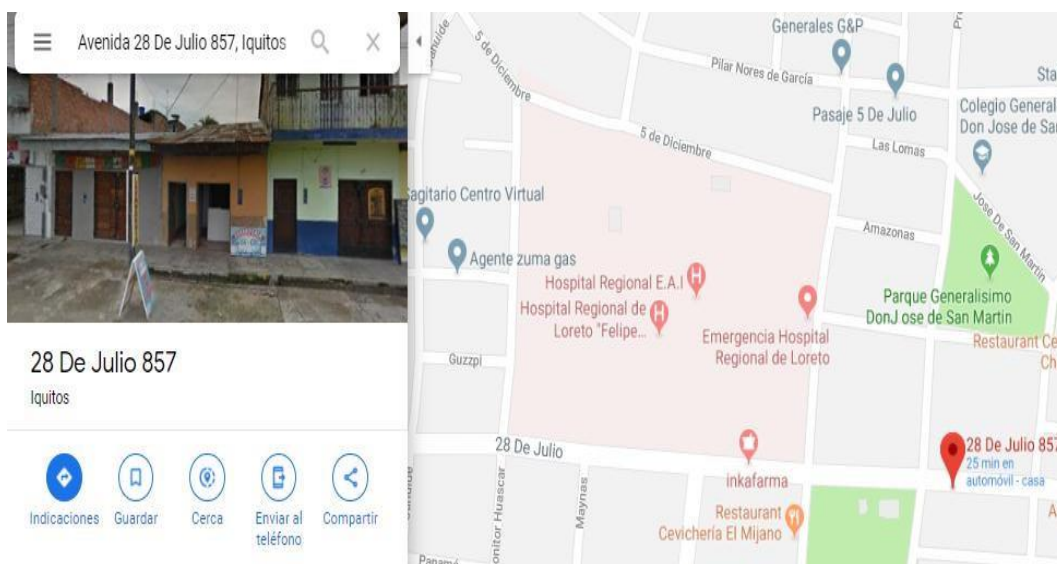 Avenida 28 De Julio 857, Iquitos
28 De Julio 857
Iquitos
Indicaciones
Guardar
Cerca
Enviar al
teléfono
Compartir
Generales G&P
5 de Diciembre
Pilar Nores de García
Pasaje 5 De Julio
Colegio General
Don Jose de
Las Lomas
5 de Diciembre
Jose De San Martin
Sagitario Centro Virtual
Agente zuma gas
Amazonas
Hospital Regional E.A.I
Hospital Regional de
Loreto "Felipe...
Parque Generalisimo
DonJ ose de San Martin
Emergencia Hospital
Regional de Loreto
Restaurant
Guzzpi
28 De Julio
28 De Julio 857
25 min en
automóvil - casa
inkafarma
Restaurant
Cevichería El Mijano
Maynas
Huascar